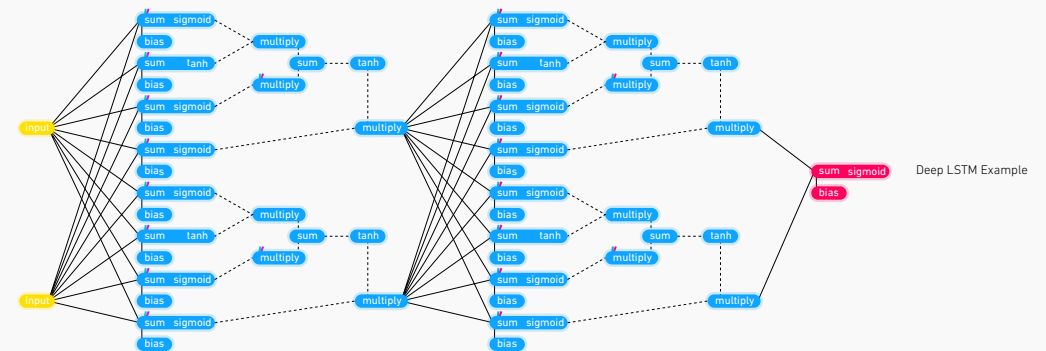 sum sigmoid sum sigmoid
bias multiply bias multiply
sum tanh sum tanh sum tanh sum tanh
bias multiply bias multiply
sum sigmoid sum sigmoid
input bias multiply bias multiply
sum sigmoid sum sigmoid
bias bias sum sigmoid Deep LSTM Example
sum sigmoid sum sigmoid bias
bias multiply bias multiply
sum tanh sum tanh sum tanh sum tanh
bias multiply bias multiply
sum sigmoid sum sigmoid
input bias multiply bias multiply
sum sigmoid sum sigmoid
bias bias